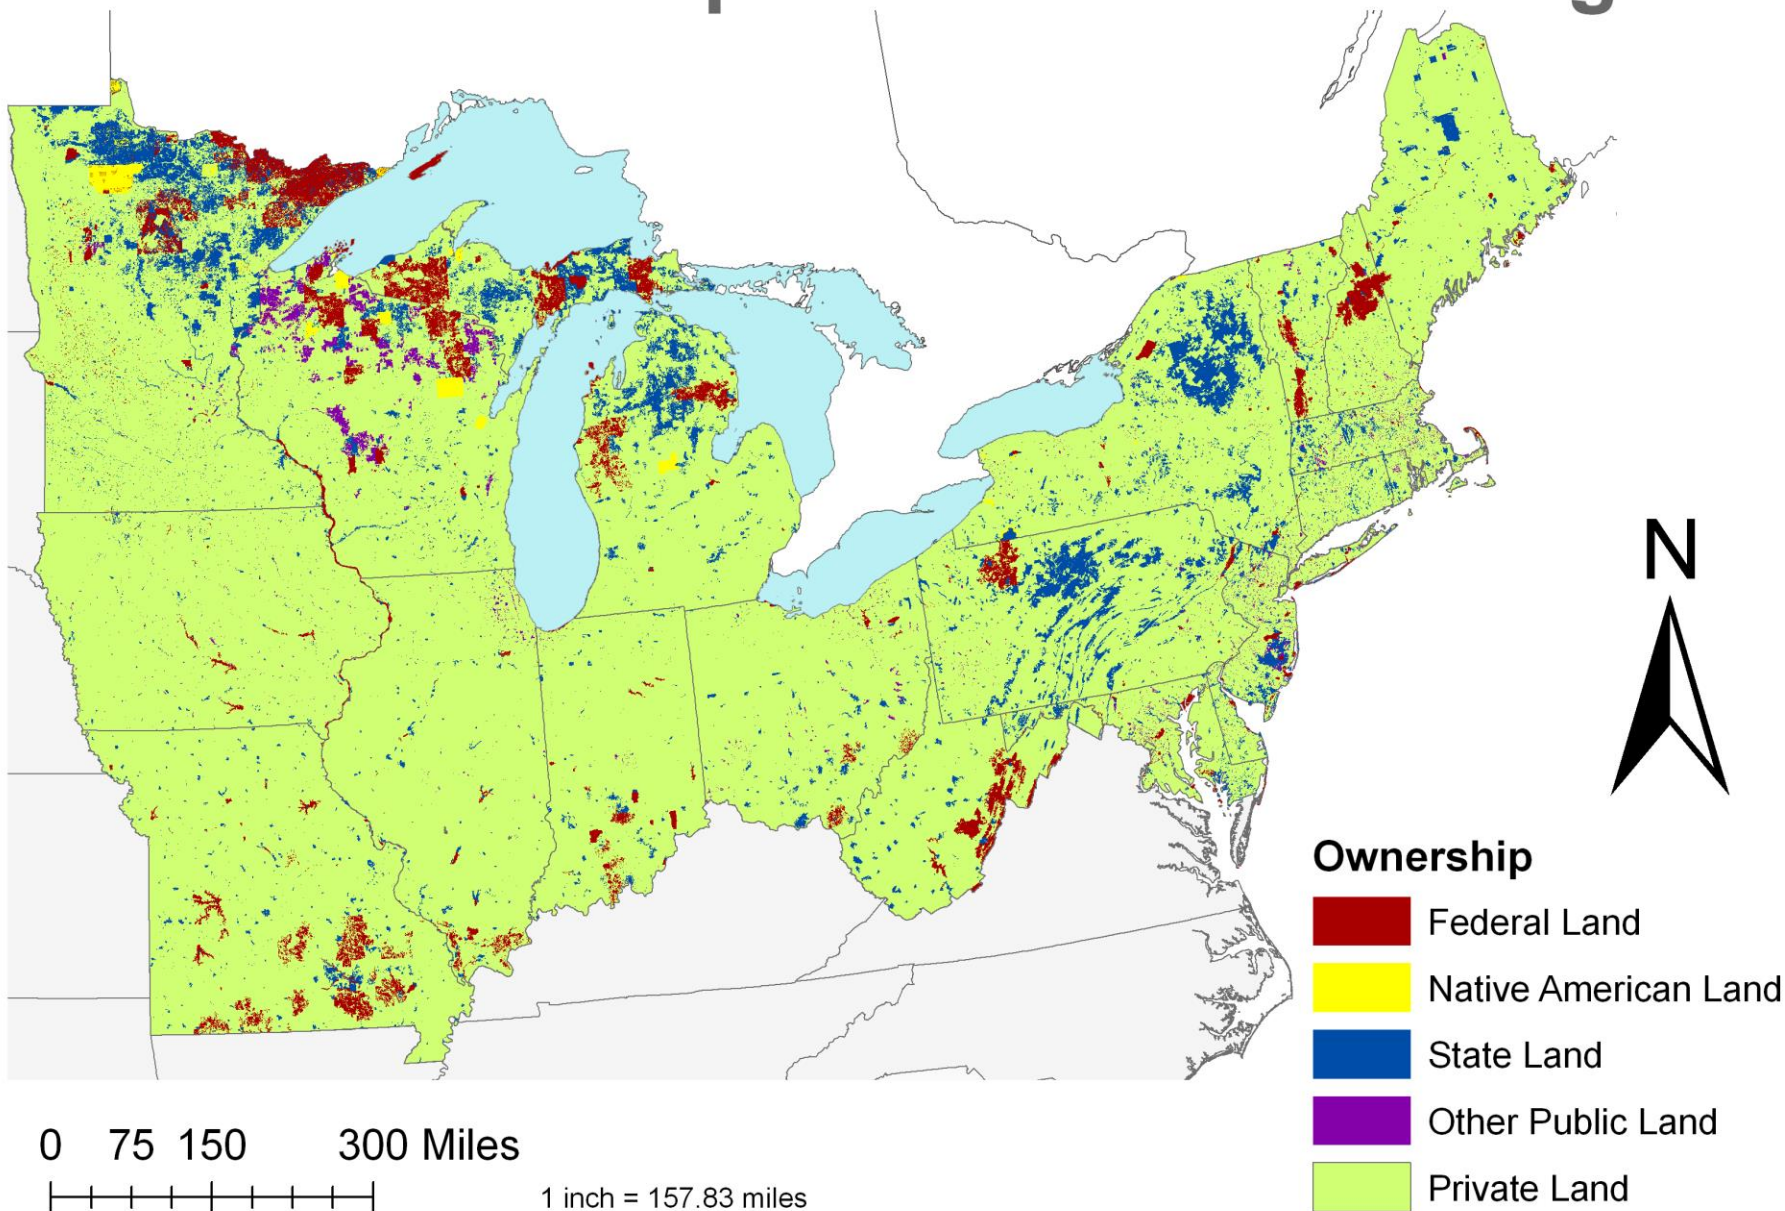 N
Ownership
Federal Land
Native American Land
State Land
Other Public Land
Private Land
0 75 150 300 Miles
1 inch = 157.83 miles